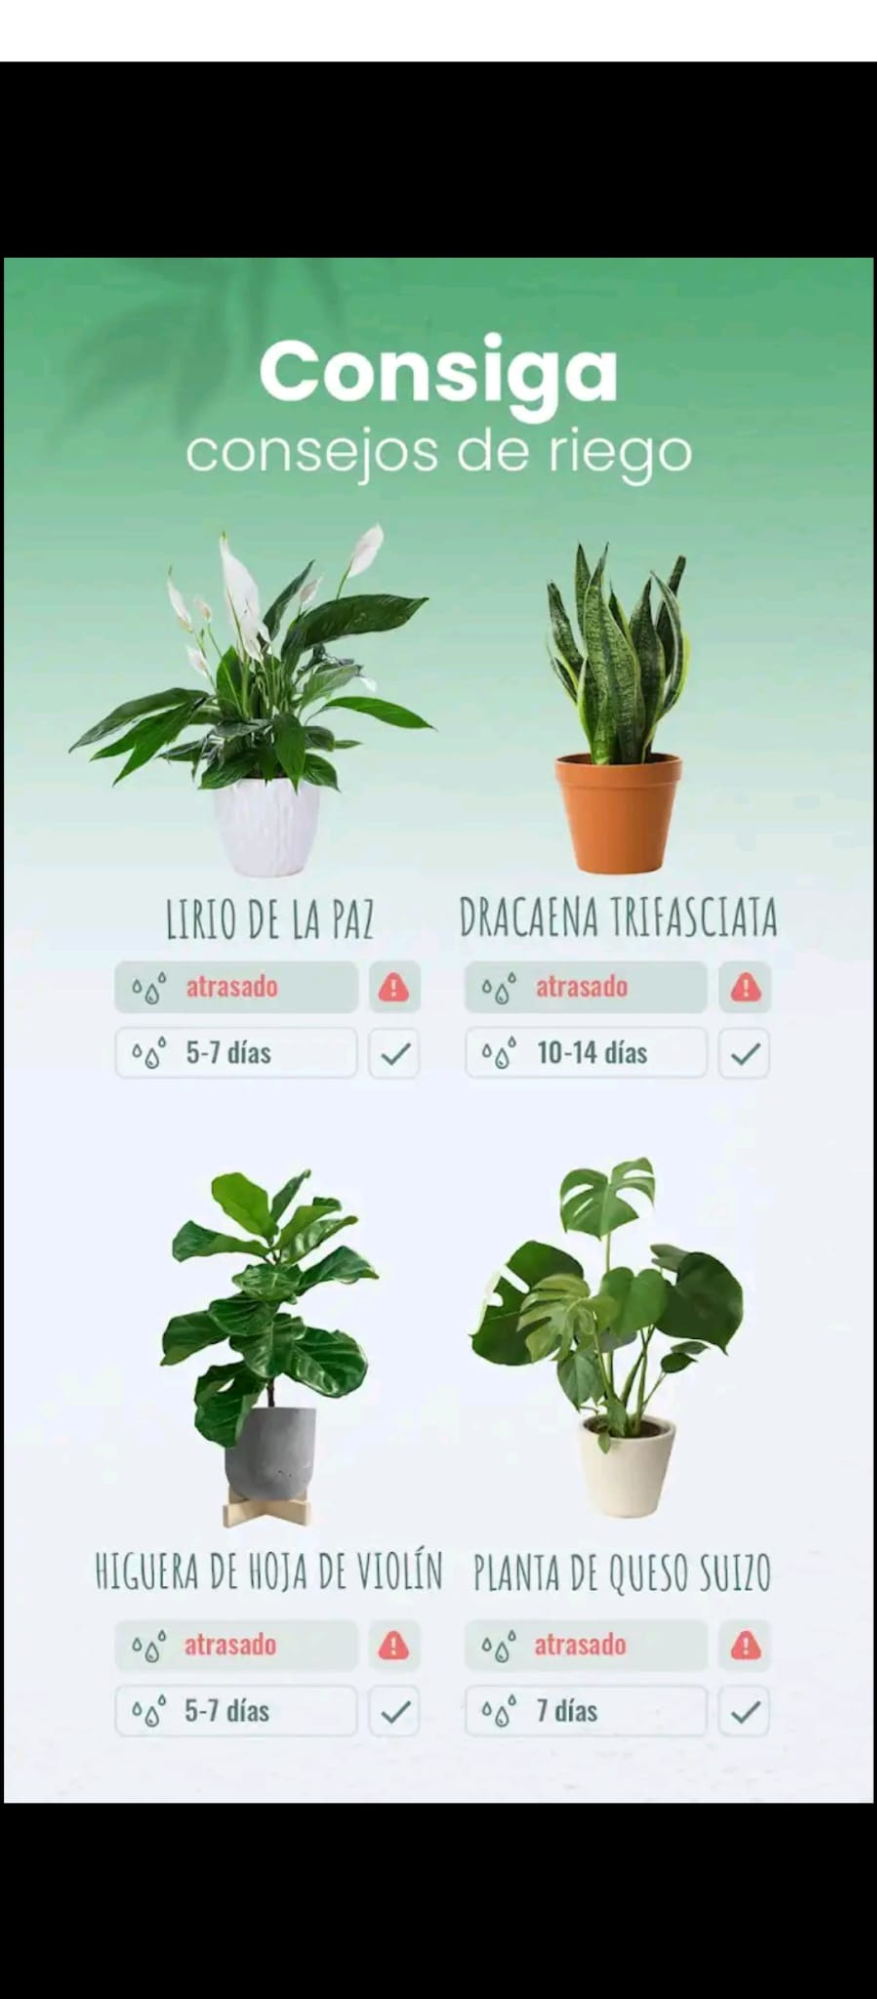 Consiga
consejos de riego
LIRIO DE LA PAZ
atrasado
5-7 días
DRACAENA TRIFASCIATA
atrasado
10-14 días
HIGUERA DE HOJA DE VIOLÍN
atrasado
5-7 días
PLANTA DE QUESO SUIZO
atrasado
7 días